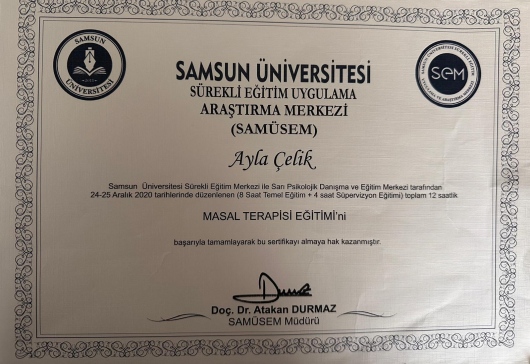 SAMSUN
ÜNİVERSİTESİ
SEM
SAMSUN ÜNİVERSİTESİ
SÜREKLİ EĞİTİM UYGULAMA
ARAŞTIRMA MERKEZİ
(SAMÜSEM)
Ayla Çelik
Samsun Üniversitesi Sürekli Eğitim Merkezi ile Sarı Psikolojik Danışma ve Eğitim Merkezi tarafından
24-25 Aralık 2020 tarihlerinde düzenlenen (8 Saat Temel Eğitim + 4 saat Süpervizyon Eğitimi) toplam 12 saatlik
MASAL TERAPİSİ EĞİTİMİ'ni
başarıyla tamamlayarak bu sertifikayı almaya hak kazanmıştır.
Doç. Dr. Atakan DURMAZ
SAMÜSEM Müdürü